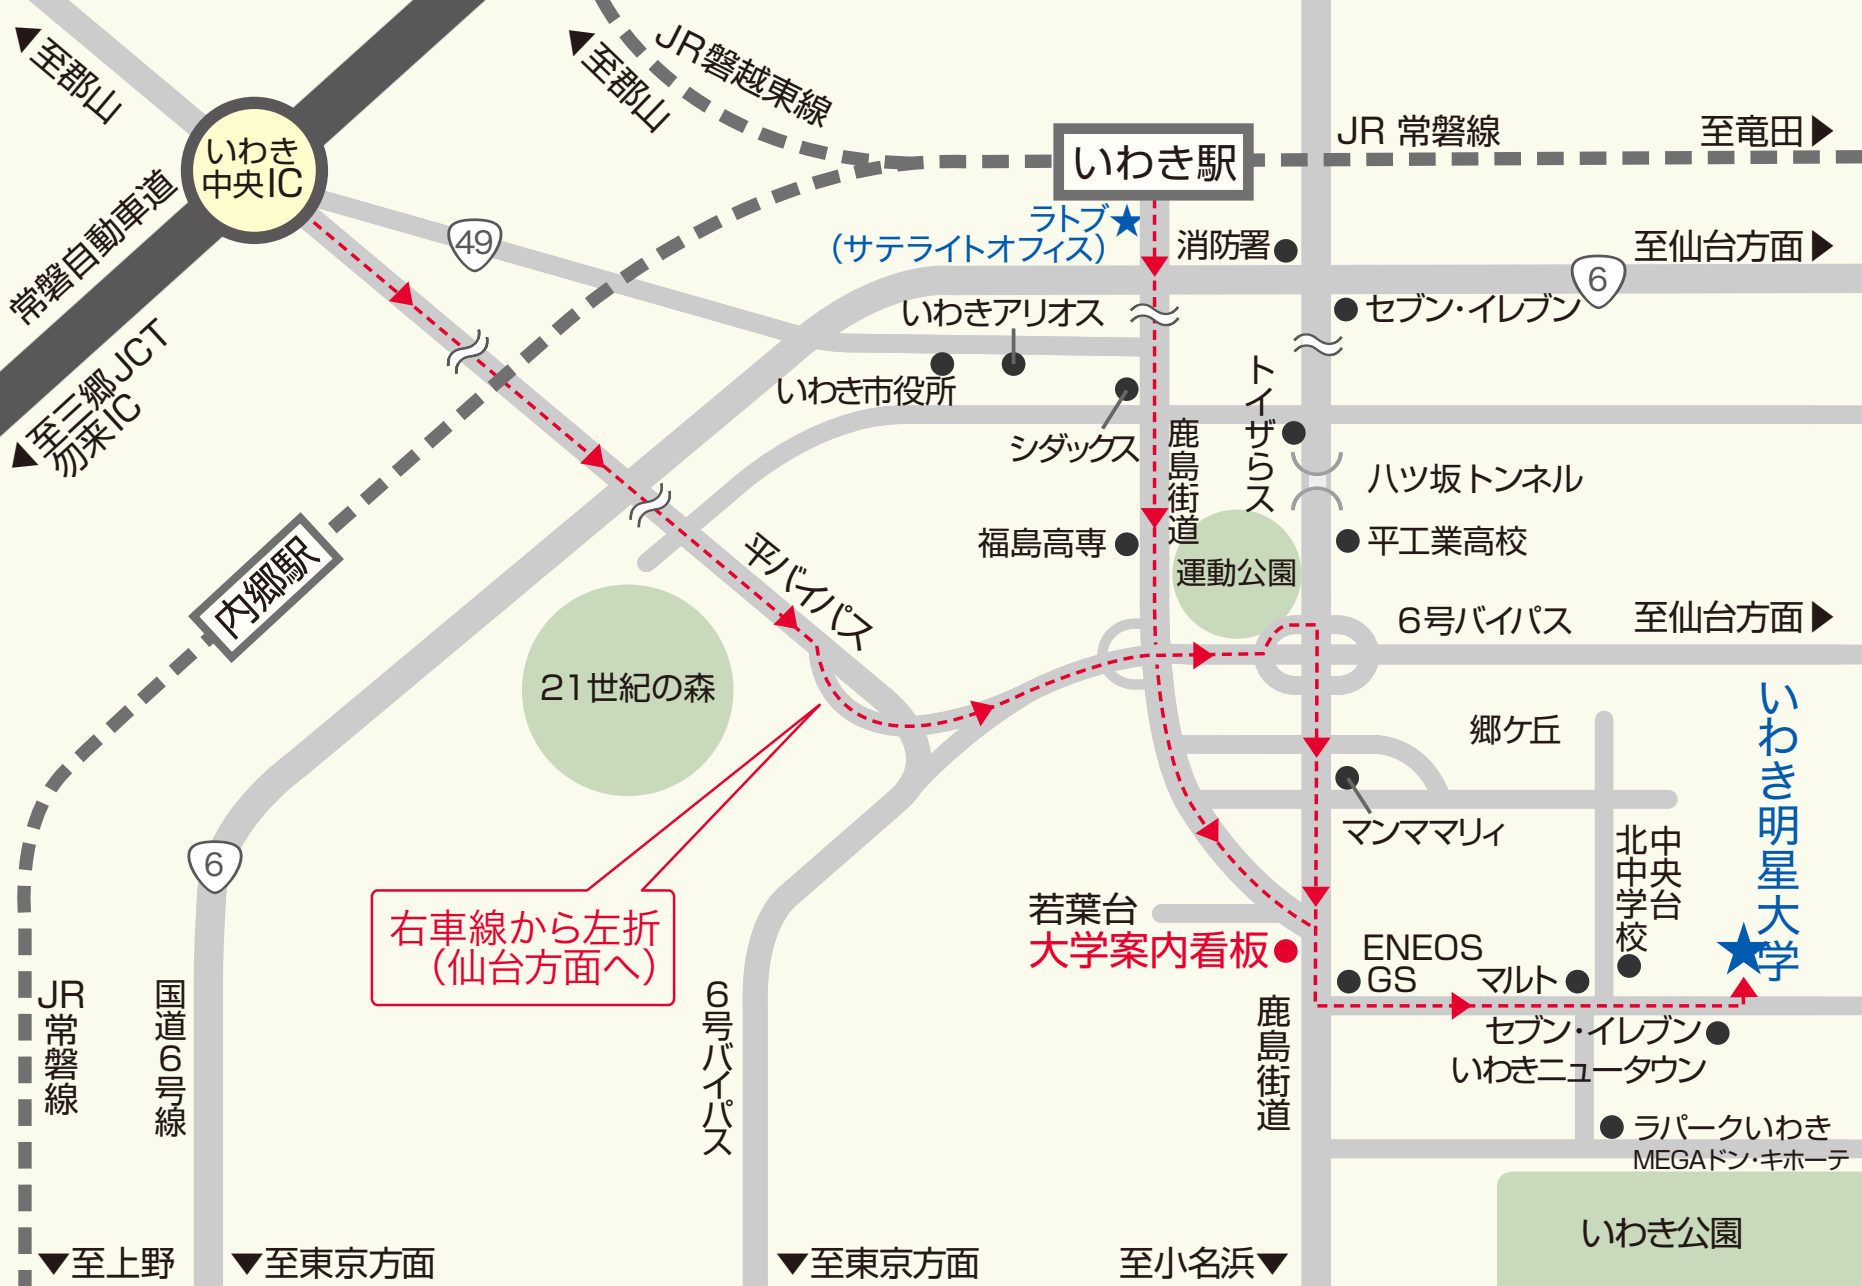 至郡山
いわき
中央IC
常磐自動車道
至三郷JCT
勿来IC
49
至郡山
JR磐越東線
いわき駅
JR 常磐線
至竜田
ラトブ
（サテライトオフィス）
消防署
至仙台方面
6
セブン・イレブン
いわきアリオス
いわき市役所
シダックス
鹿島街道
トイザらス
八ツ坂トンネル
福島高専
運動公園
平工業高校
6号バイパス
至仙台方面
内郷駅
平バイパス
21世紀の森
郷ケ丘
マンママリィ
いわき明星大学
中央台
北中学校
6
右車線から左折
（仙台方面へ）
若葉台
大学案内看板
ENEOS
GS
マルト
セブン・イレブン
いわきニュータウン
JR常磐線
国道6号線
6号バイパス
鹿島街道
ラパークいわき
MEGAドン・キホーテ
いわき公園
至上野
至東京方面
至東京方面
至小名浜